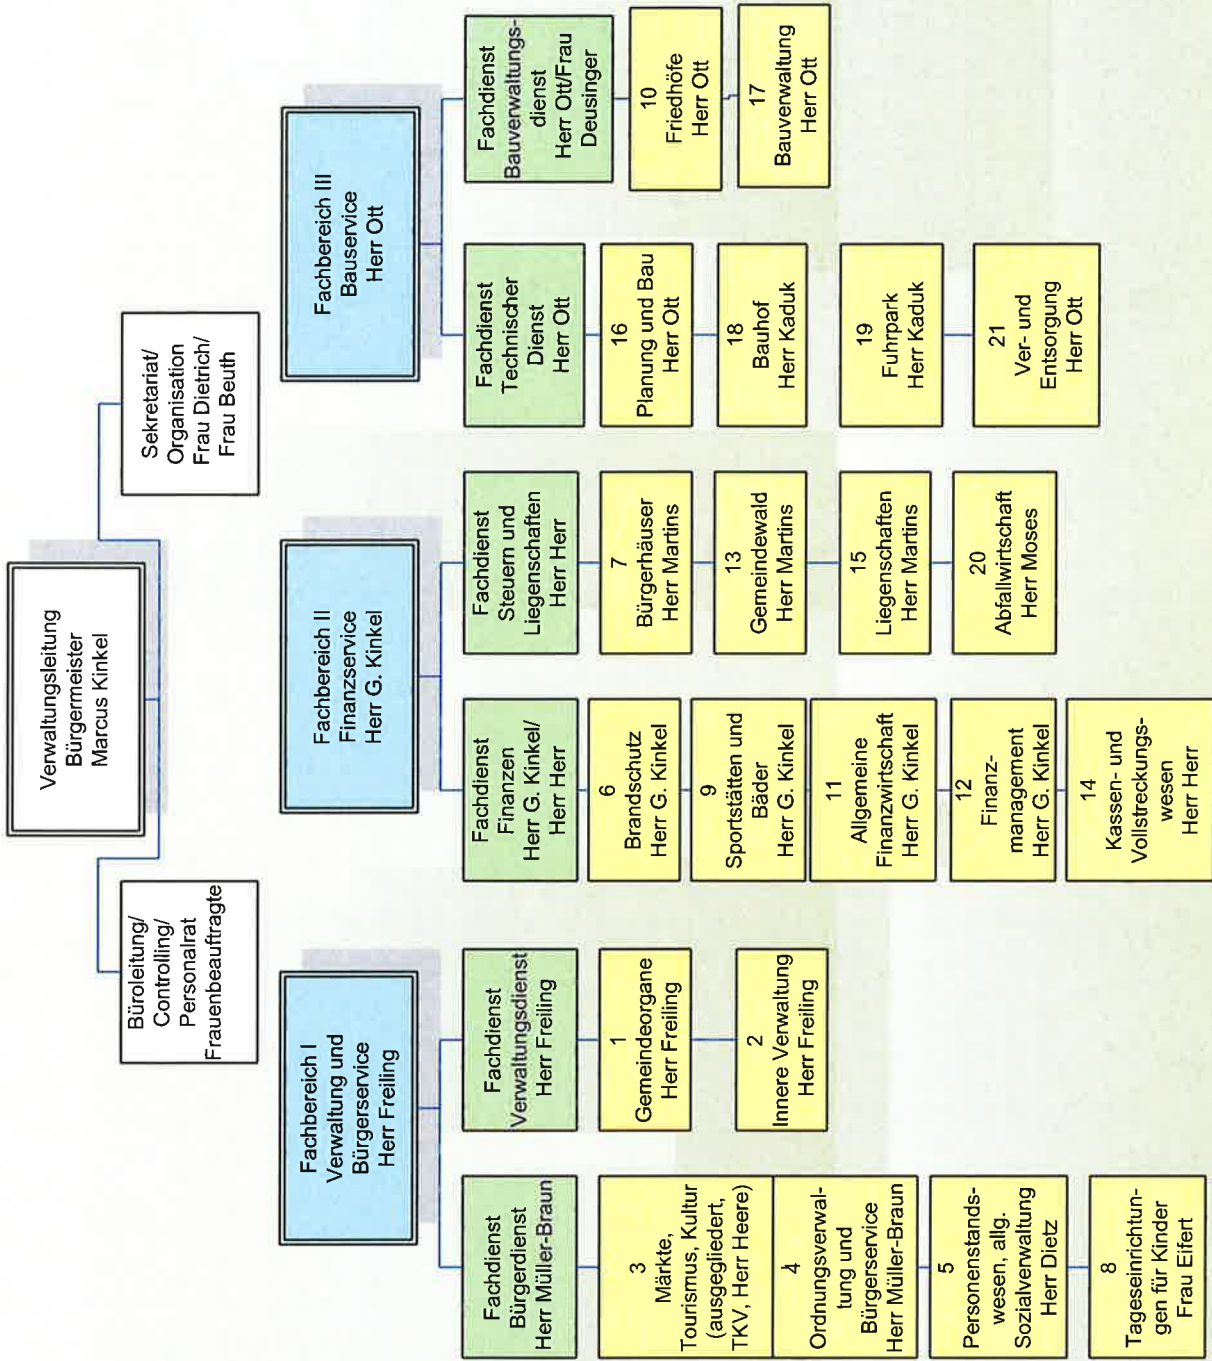 Verwaltungsleitung
Bürgermeister
Marcus Kinkel
Büroleitung/
Controlling/
Personalrat
Frauenbeauftragte
Sekretariat/
Organisation
Frau Dietrich/
Frau Beuth
Fachbereich I
Verwaltung und
Bürgerservice
Herr Freiling
Fachdienst
Bürgerdienst
Herr Müller-Braun
3
Märkte,
Tourismus, Kultur
(ausgegliedert,
TKV, Herr Heere)
4
Ordnungsverwal-
tung und
Bürgerservice
Herr Müller-Braun
5
Personenstands-
wesen, allg.
Sozialverwaltung
Herr Dietz
8
Tageseinrichtun-
gen für Kinder
Frau Eifert
Fachdienst
Verwaltungsdienst
Herr Freiling
1
Gemeindeorgane
Herr Freiling
2
Innere Verwaltung
Herr Freiling
Fachbereich II
Finanzservice
Herr G. Kinkel
Fachdienst
Finanzen
Herr G. Kinkel/
Herr Herr
6
Brandschutz
Herr G. Kinkel
9
Sportstätten und
Bäder
Herr G. Kinkel
11
Allgemeine
Finanzwirtschaft
Herr G. Kinkel
12
Finanz-
management
Herr G. Kinkel
14
Kassen- und
Vollstreckungs-
wesen
Herr Herr
Fachdienst
Steuern und
Liegenschaften
Herr Herr
7
Bürgerhäuser
Herr Martins
13
Gemeindewald
Herr Martins
15
Liegenschaften
Herr Martins
20
Abfallwirtschaft
Herr Moses
Fachbereich III
Bauservice
Herr Ott
Fachdienst
Technischer
Dienst
Herr Ott
16
Planung und Bau
Herr Ott
18
Bauhof
Herr Kaduk
19
Fuhrpark
Herr Kaduk
21
Ver- und
Entsorgung
Herr Ott
Fachdienst
Bauverwaltungs-
dienst
Herr Ott/Frau
Deusinger
10
Friedhöfe
Herr Ott
17
Bauverwaltung
Herr Ott